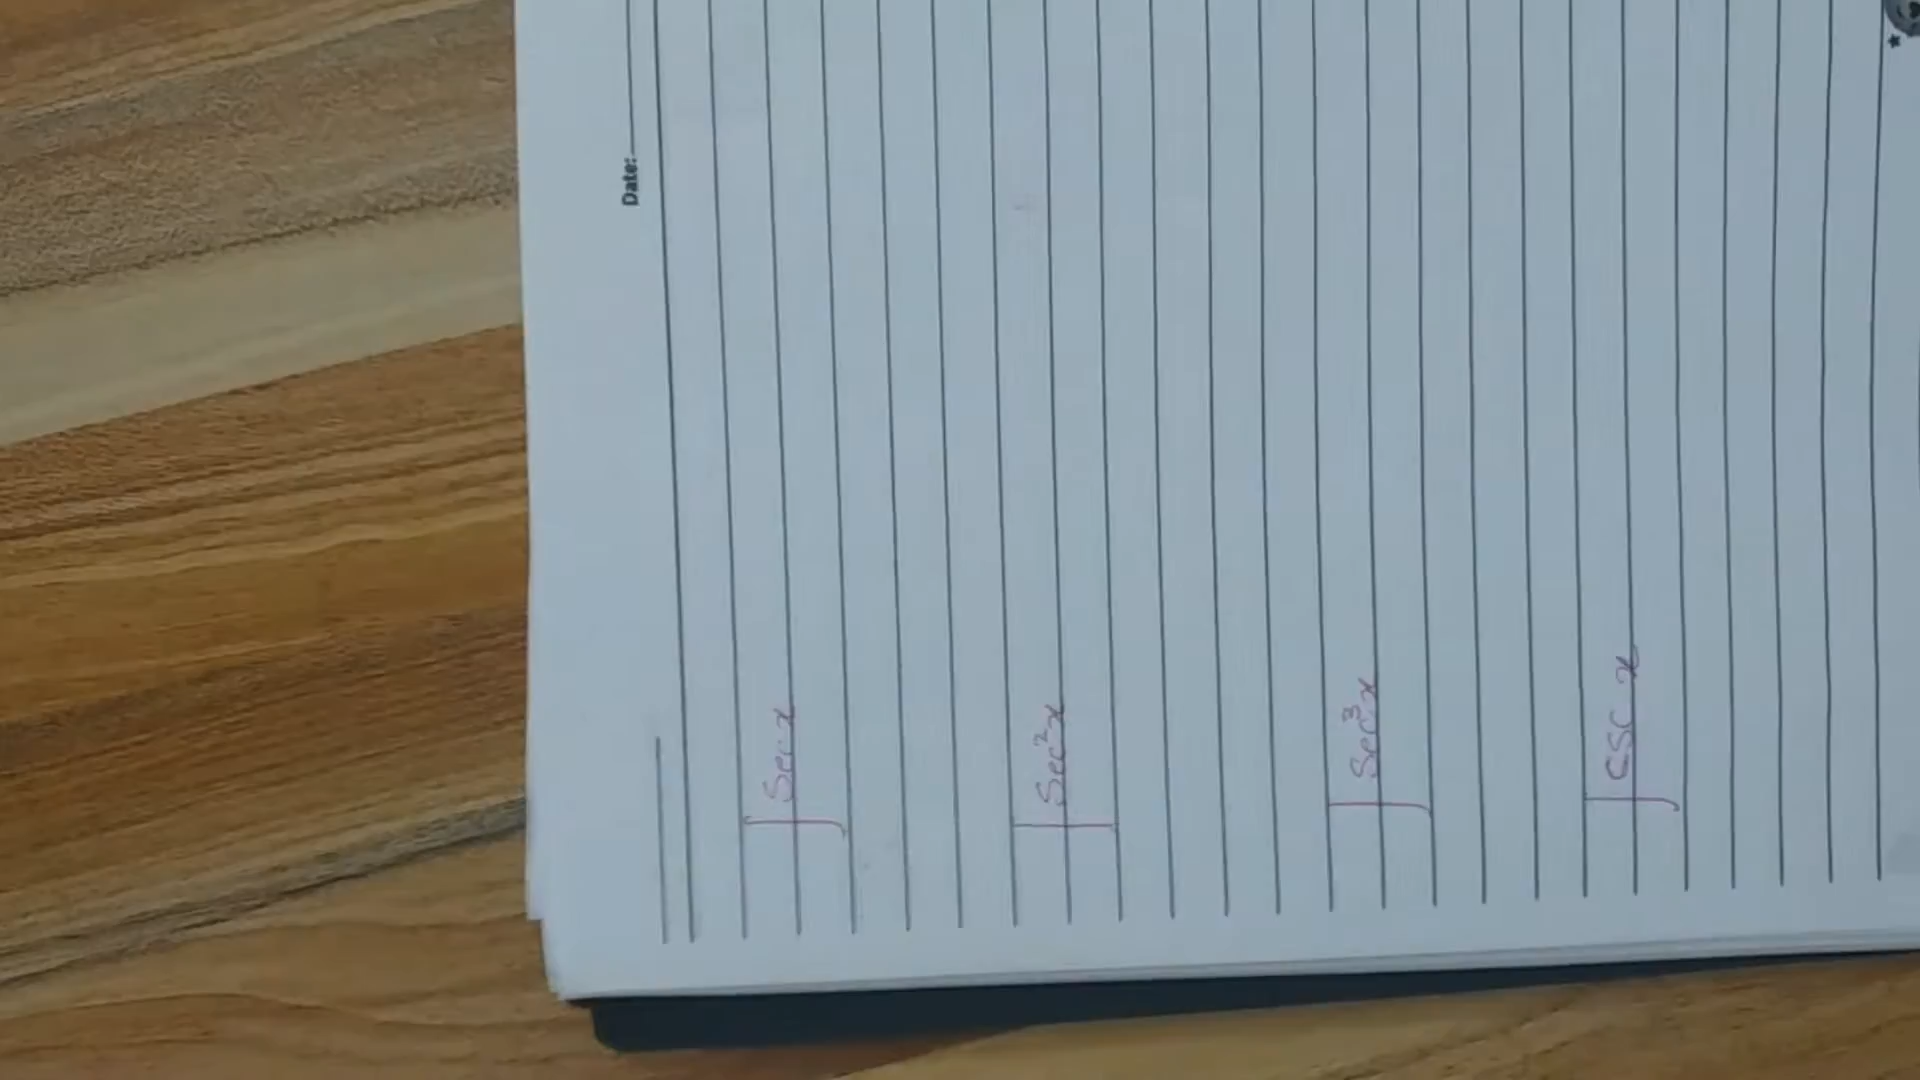 Date:
∫ Sec x
∫ Sec²x
∫ Sec³x
∫ csc x